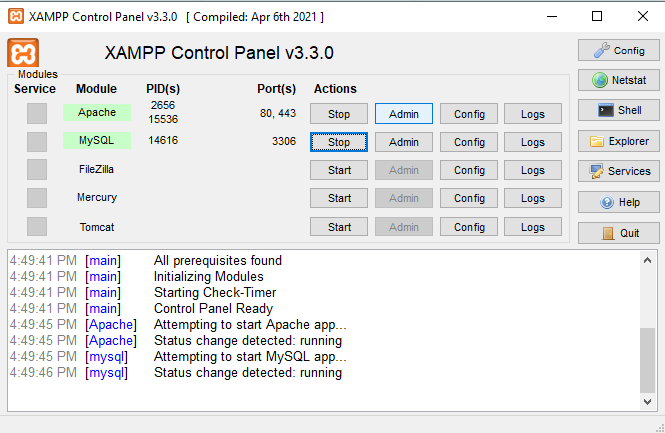 XAMPP Control Panel v3.3.0 [ Compiled: Apr 6th 2021 ]
XAMPP Control Panel v3.3.0
Config
Modules
Service Module PID(s) Port(s) Actions
Netstat
Apache 2656 15536 80, 443 Stop Admin Config Logs
Shell
MySQL 14616 3306 Stop Admin Config Logs
Explorer
FileZilla Start Admin Config Logs
Services
Mercury Start Admin Config Logs
Help
Tomcat Start Admin Config Logs
Quit
4:49:41 PM [main] All prerequisites found
4:49:41 PM [main] Initializing Modules
4:49:41 PM [main] Starting Check-Timer
4:49:41 PM [main] Control Panel Ready
4:49:45 PM [Apache] Attempting to start Apache app...
4:49:45 PM [Apache] Status change detected: running
4:49:45 PM [mysql] Attempting to start MySQL app...
4:49:46 PM [mysql] Status change detected: running